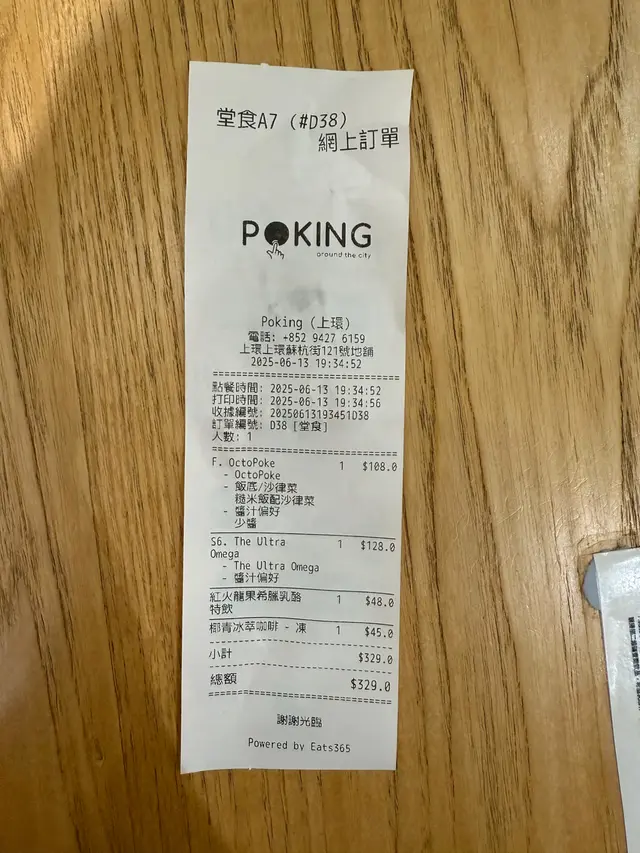 堂食A7 (#D38)
網上訂單
POKING
around the city
Poking (上環)
電話: +852 9427 6159
上環上環蘇杭街121號地舖
2025-06-13 19:34:52
點餐時間: 2025-06-13 19:34:52
打印時間: 2025-06-13 19:34:56
收據編號: 20250613193451D38
訂單編號: D38 [堂食]
人數: 1
F. OctoPoke 1 $108.0
- OctoPoke
- 飯底/沙律菜
糙米飯配沙律菜
- 醬汁偏好
少醬
S6. The Ultra 1 $128.0
Omega
- The Ultra Omega
- 醬汁偏好
紅火龍果希臘乳酪 1 $48.0
特飲
椰青冰萃咖啡 - 凍 1 $45.0
小計 $329.0
總額 $329.0
謝謝光臨
Powered by Eats365